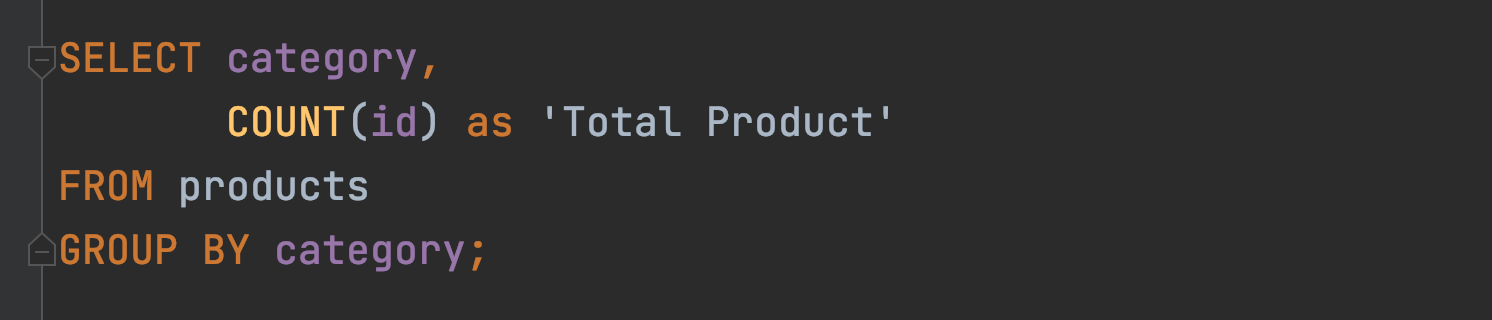 SELECT category,
       COUNT(id) as 'Total Product'
FROM products
GROUP BY category;